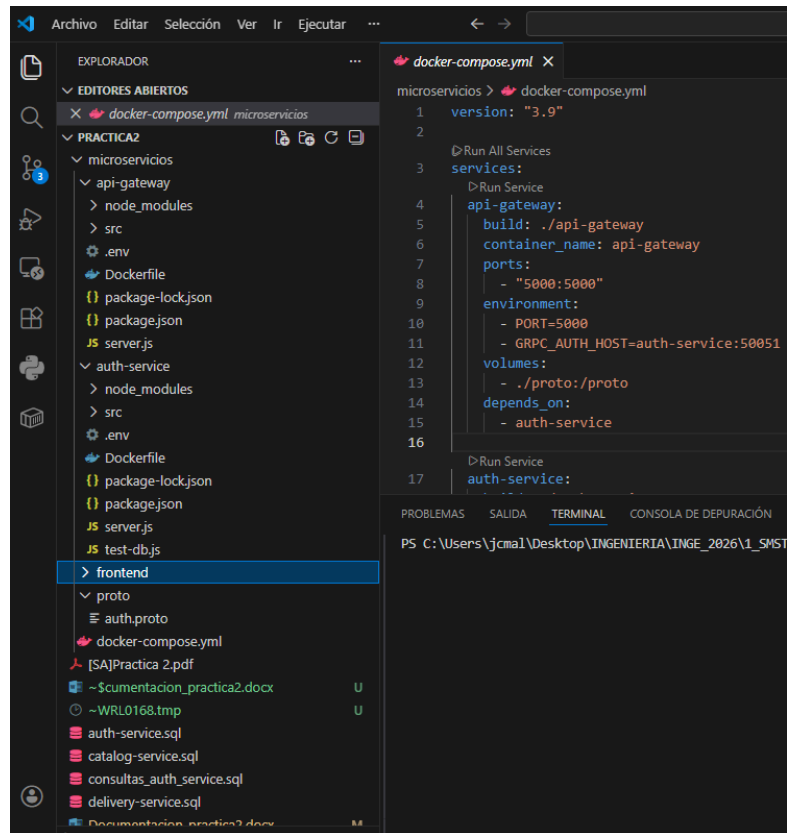 Archivo Editar Selección Ver Ir Ejecutar ···
EXPLORADOR ···
EDITORES ABIERTOS
docker-compose.yml microservicios
PRACTICA2
microservicios
api-gateway
node_modules
src
.env
Dockerfile
{} package-lock.json
{} package.json
JS server.js
auth-service
node_modules
src
.env
Dockerfile
{} package-lock.json
{} package.json
JS server.js
JS test-db.js
frontend
proto
auth.proto
docker-compose.yml
[SA]Practica 2.pdf
~$cumentacion_practica2.docx U
~WRL0168.tmp U
auth-service.sql
catalog-service.sql
consultas_auth_service.sql
delivery-service.sql
Documentacion_practica2.docx M
3
docker-compose.yml
microservicios > docker-compose.yml
1 version: "3.9"
2
Run All Services
3 services:
Run Service
4 api-gateway:
5 build: ./api-gateway
6 container_name: api-gateway
7 ports:
8 - "5000:5000"
9 environment:
10 - PORT=5000
11 - GRPC_AUTH_HOST=auth-service:50051
12 volumes:
13 - ./proto:/proto
14 depends_on:
15 - auth-service
16
Run Service
17 auth-service:
PROBLEMAS SALIDA TERMINAL CONSOLA DE DEPURACIÓN
PS C:\Users\jcmal\Desktop\INGENIERIA\INGE_2026\1_SMST